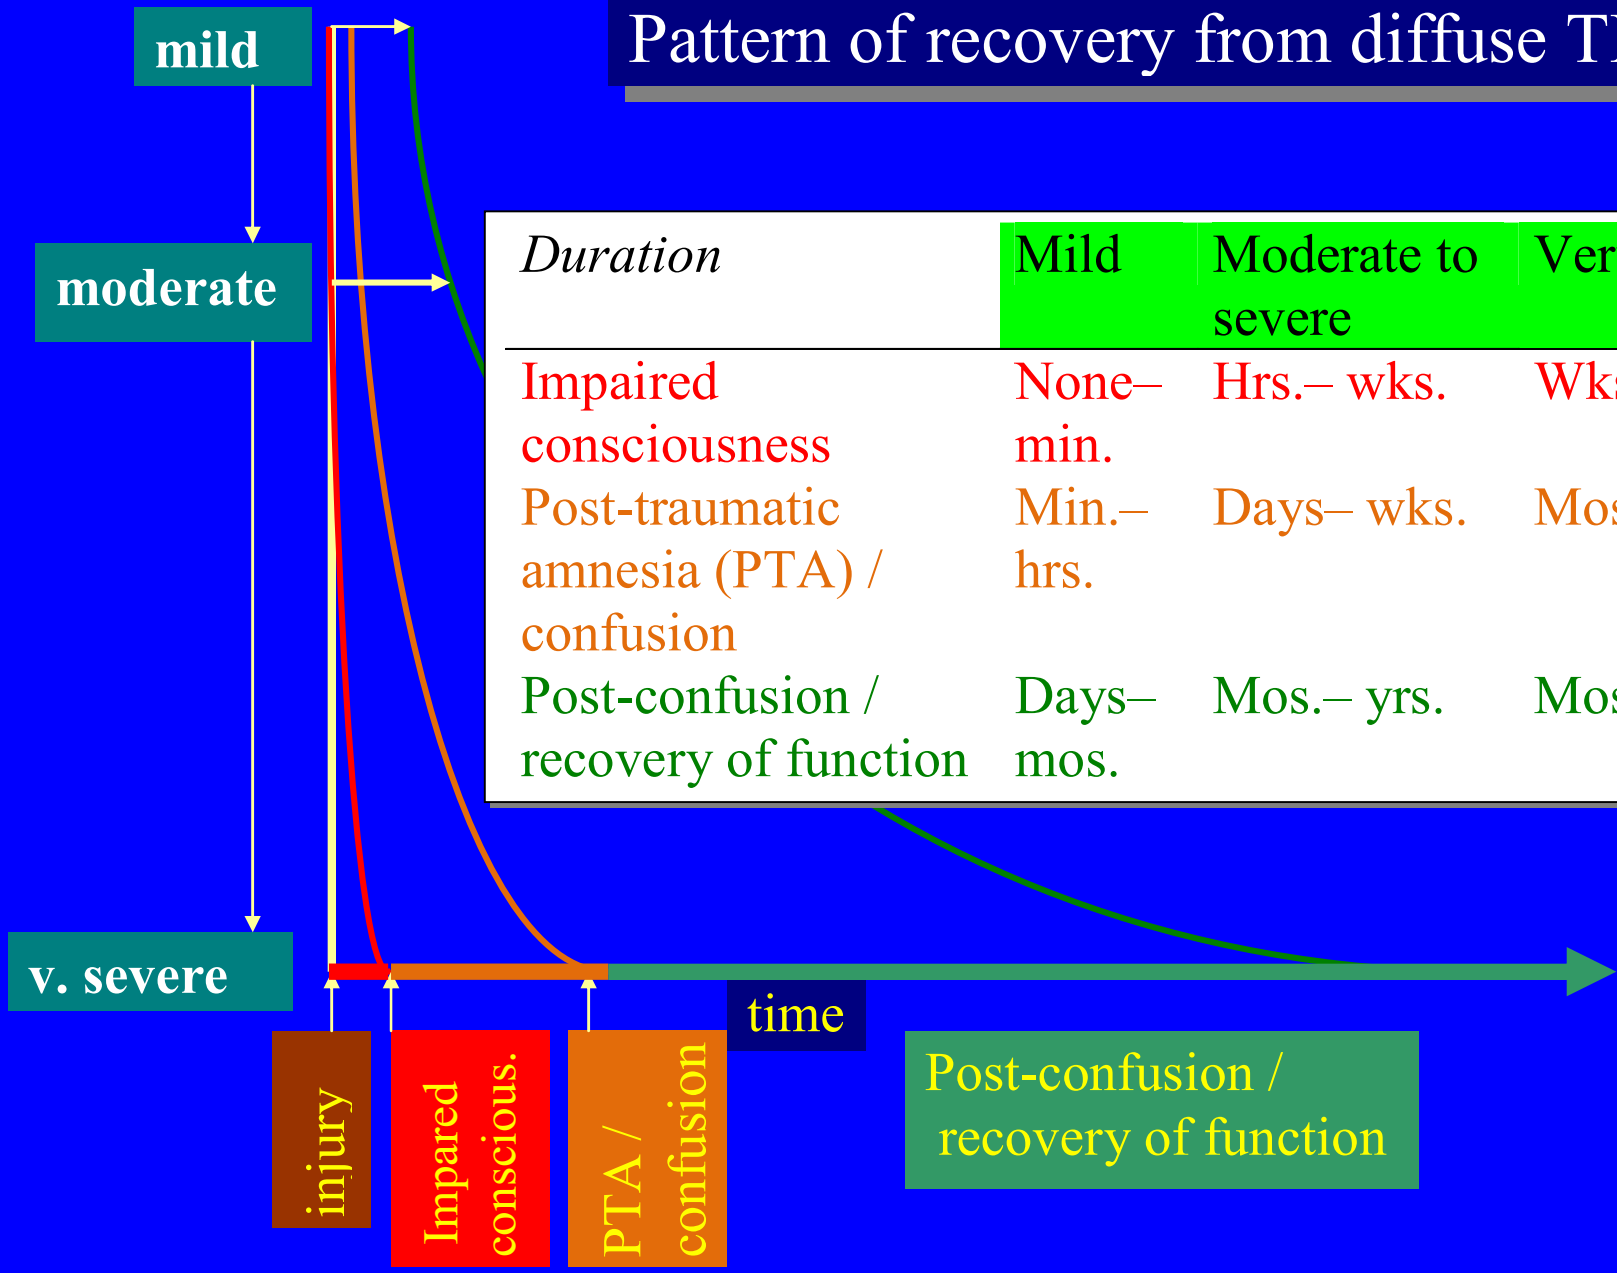 Pattern of recovery from diffuse
mild
moderate
v. severe
Duration Mild Moderate to
severe
Impaired None– Hrs.– wks.
consciousness min.
Post-traumatic Min.– Days– wks.
amnesia (PTA) / hrs.
confusion
Post-confusion / Days– Mos.– yrs.
recovery of function mos.
time
injury
Impared
conscious.
PTA /
confusion
Post-confusion /
recovery of function